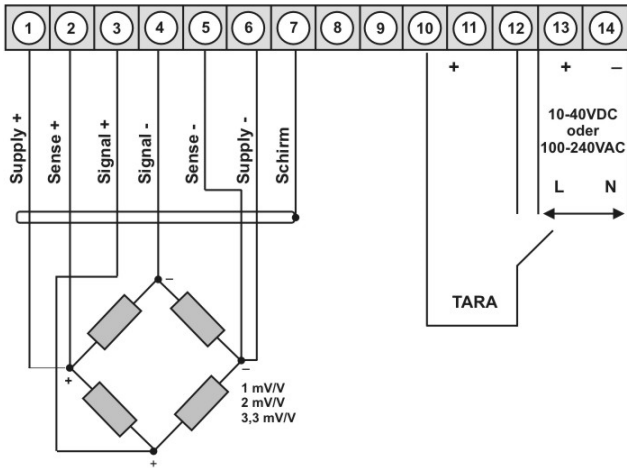 1 2 3 4 5 6 7 8 9 10 11 12 13 14
+ + –
Supply +
Sense +
Signal +
Signal -
Sense -
Supply -
Schirm
10-40VDC
oder
100-240VAC
L N
TARA
–
+ –
1 mV/V
2 mV/V
3,3 mV/V
+